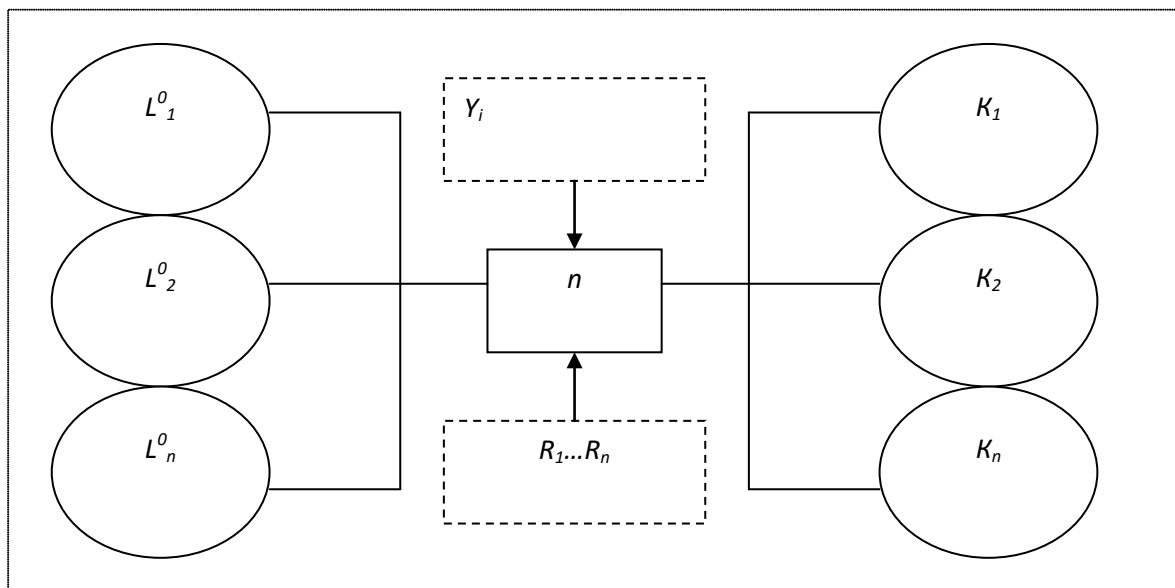 L⁰₁
Yᵢ
K₁
L⁰₂
n
K₂
L⁰ₙ
R₁...Rₙ
Kₙ